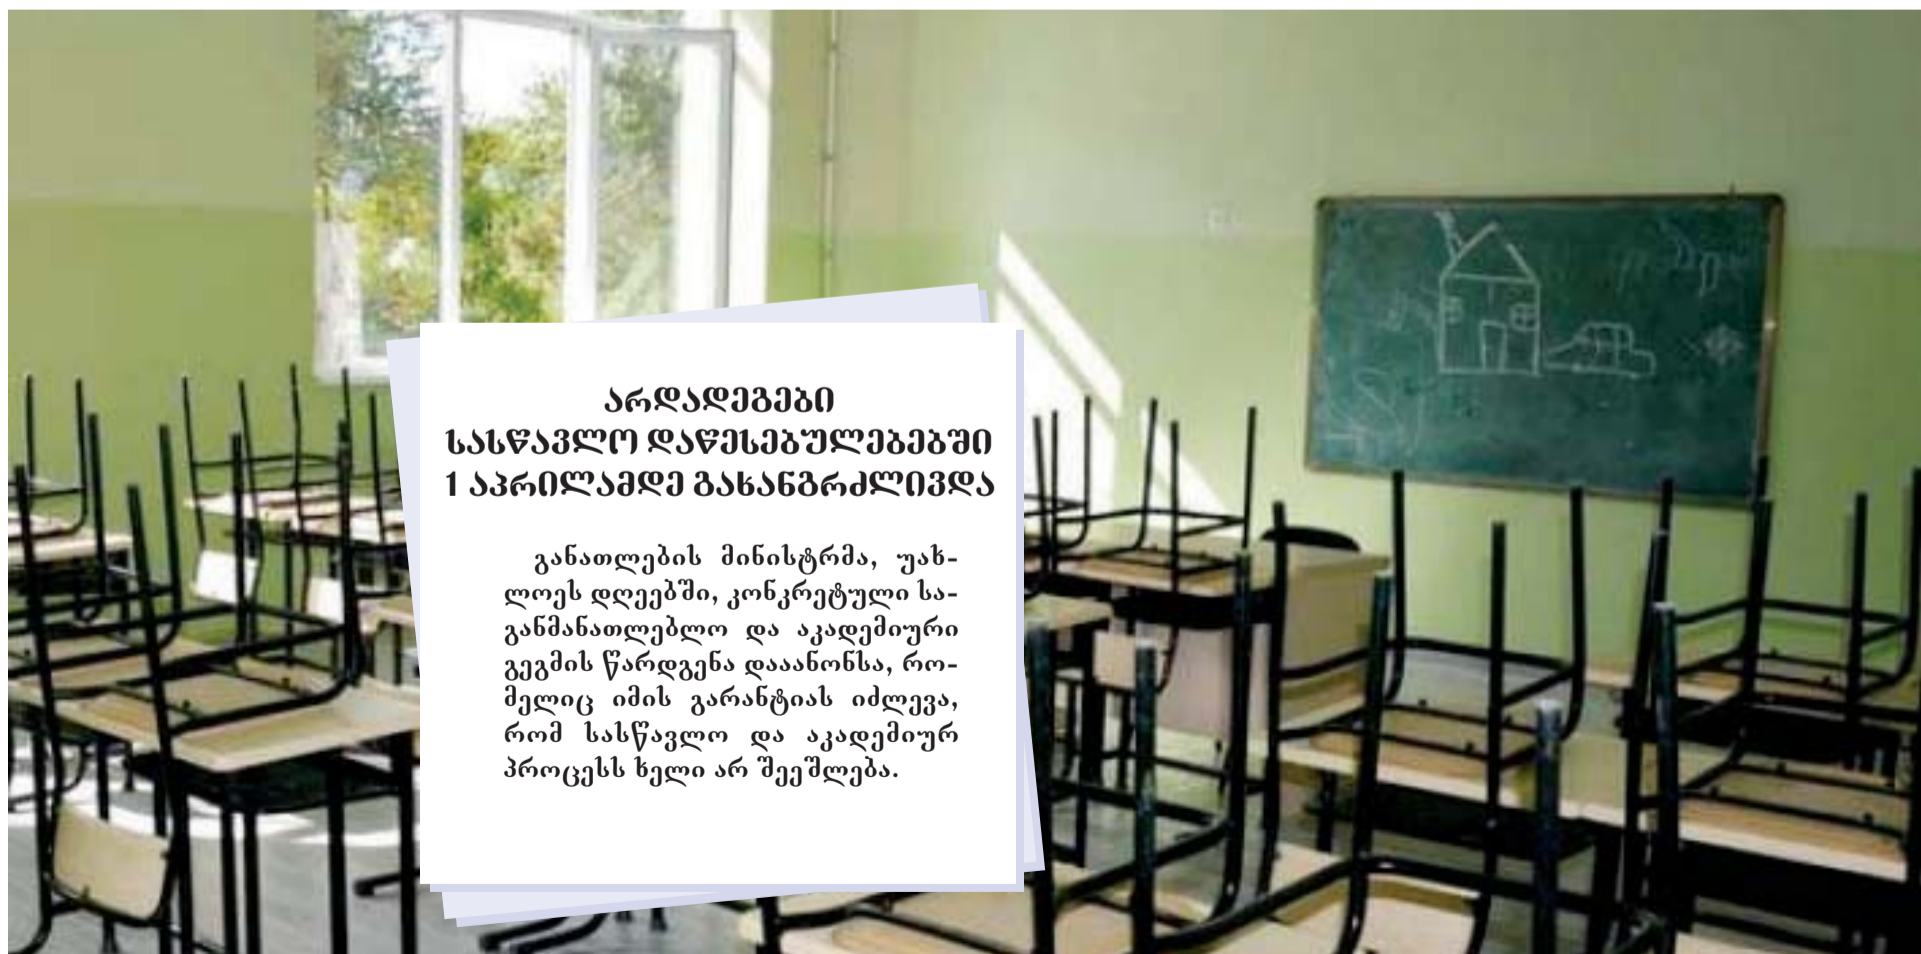 არდადეგები
სასწავლო დაწესებულებებში
1 აპრილამდე გახანგრძლივდა
განათლების მინისტრმა, უახ-
ლოეს დღეებში, კონკრეტული სა-
განმანათლებლო და აკადემიური
გეგმის წარდგენა დააანონსა, რო-
მელიც იმის გარანტიას იძლევა,
რომ სასწავლო და აკადემიურ
პროცესს ხელი არ შეეშლება.